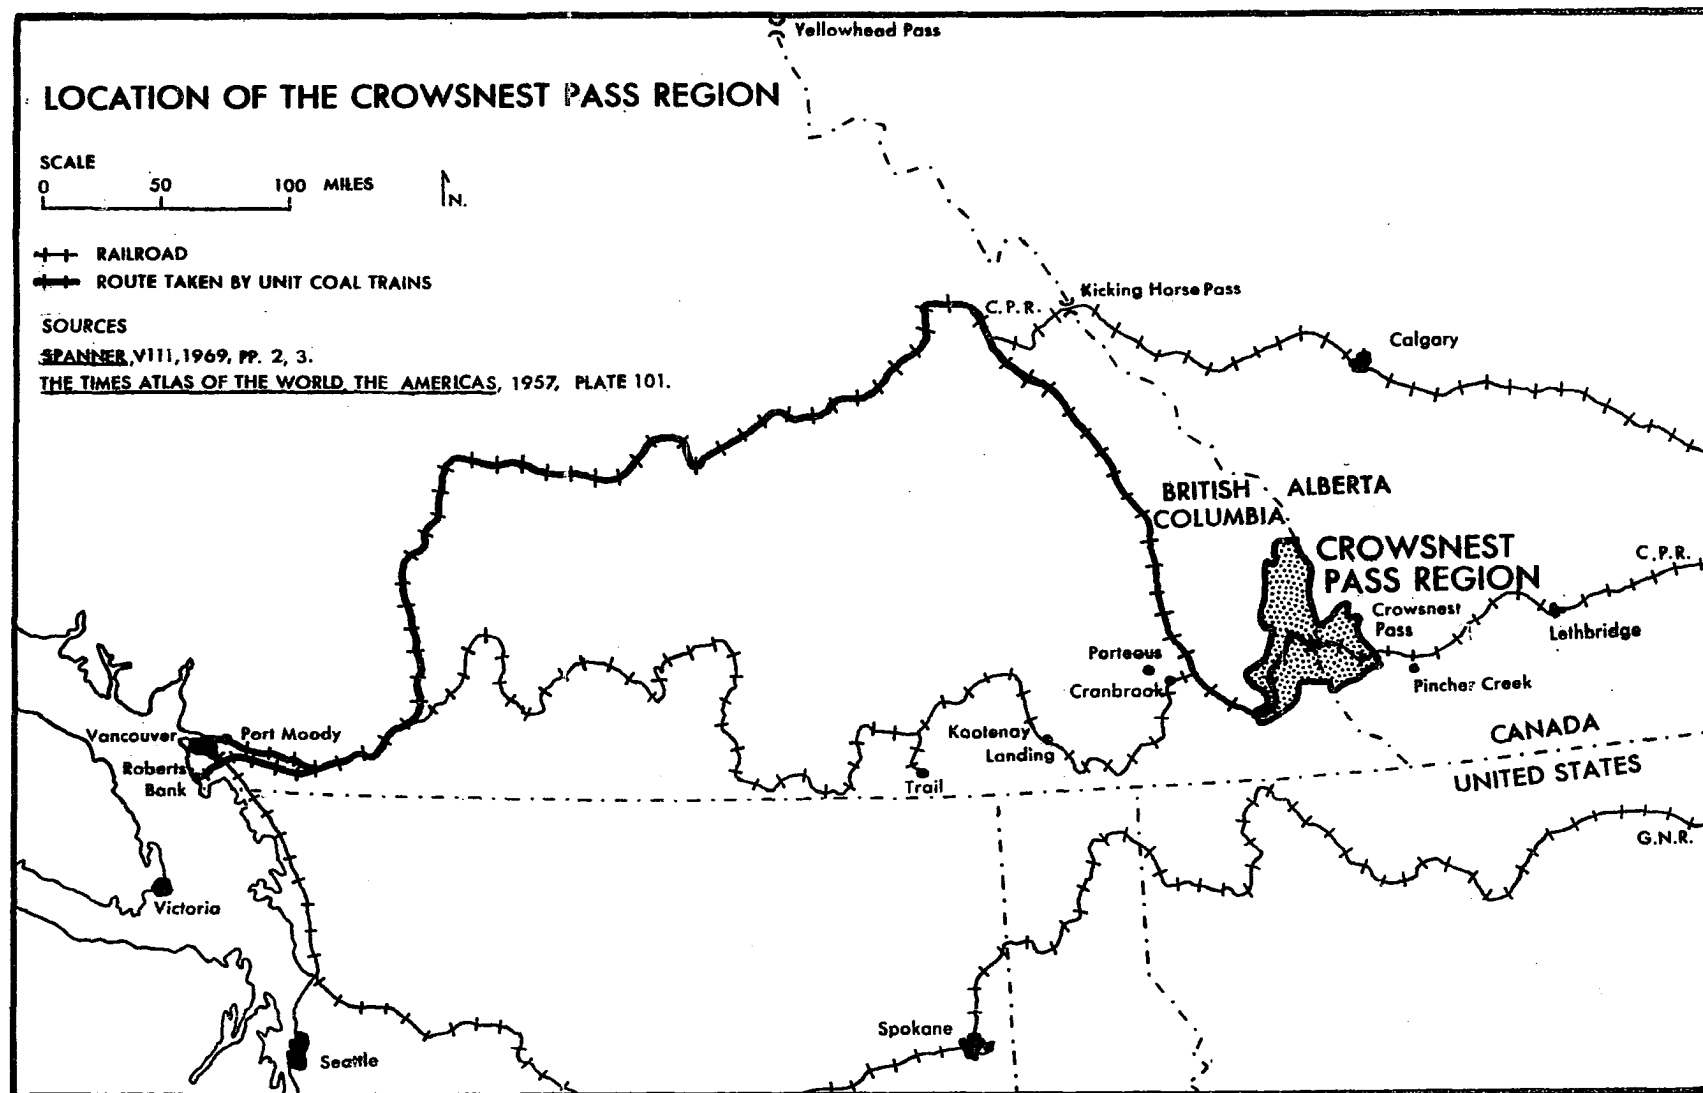 Yellowhead Pass
LOCATION OF THE CROWSNEST PASS REGION
SCALE
0 50 100 MILES
N.
RAILROAD
ROUTE TAKEN BY UNIT COAL TRAINS
SOURCES
SPANNER, VIII, 1969, PP. 2, 3.
THE TIMES ATLAS OF THE WORLD, THE AMERICAS, 1957, PLATE 101.
C.P.R.
Kicking Horse Pass
Calgary
BRITISH
COLUMBIA
ALBERTA
CROWSNEST
PASS REGION
C.P.R.
Crowsnest
Pass
Lethbridge
Porteous
Cranbrook
Pincher Creek
Vancouver
Port Moody
Roberts
Bank
Kootenay
Landing
Trail
CANADA
UNITED STATES
G.N.R.
Victoria
Spokane
Seattle